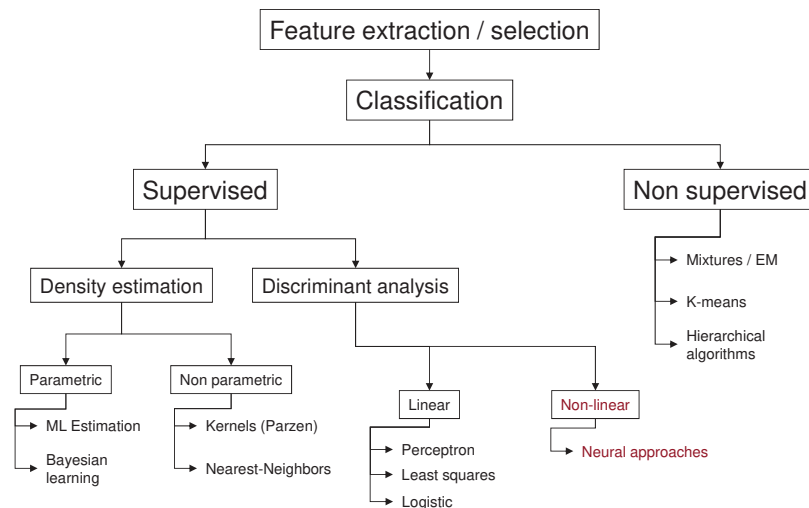 Feature extraction / selection
Classification
Supervised
Non supervised
Density estimation
Discriminant analysis
Mixtures / EM
K-means
Hierarchical
algorithms
Parametric
Non parametric
Linear
Non-linear
ML Estimation
Bayesian
learning
Kernels (Parzen)
Nearest-Neighbors
Perceptron
Least squares
Logistic
Neural approaches